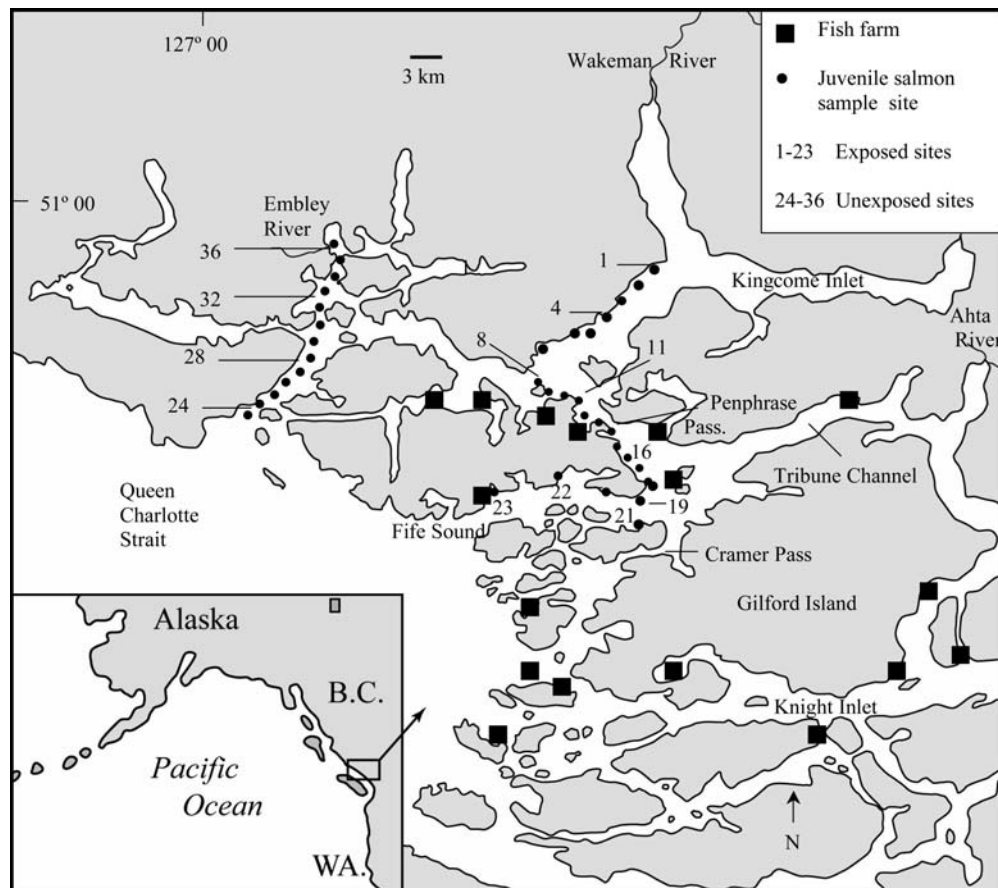 127º 00
3 km
Wakeman River
Fish farm
Juvenile salmon
sample site
1-23 Exposed sites
24-36 Unexposed sites
51º 00
Embley
River
36
1
Kingcome Inlet
32
4
Ahta
River
8
11
28
24
Penphrase
Pass.
16
Tribune Channel
Queen
Charlotte
Strait
22
23
19
21
Fife Sound
Cramer Pass
Gilford Island
Alaska
B.C.
Knight Inlet
Pacific
Ocean
N
WA.